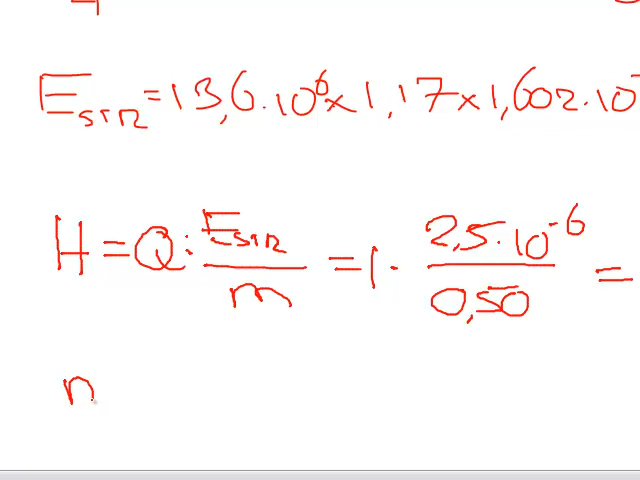 E_str = 13,6·10⁶ × 1,17 × 1,602·10
H = Q · E_str / m = 1 · 2,5·10⁻⁶ / 0,50 =
n